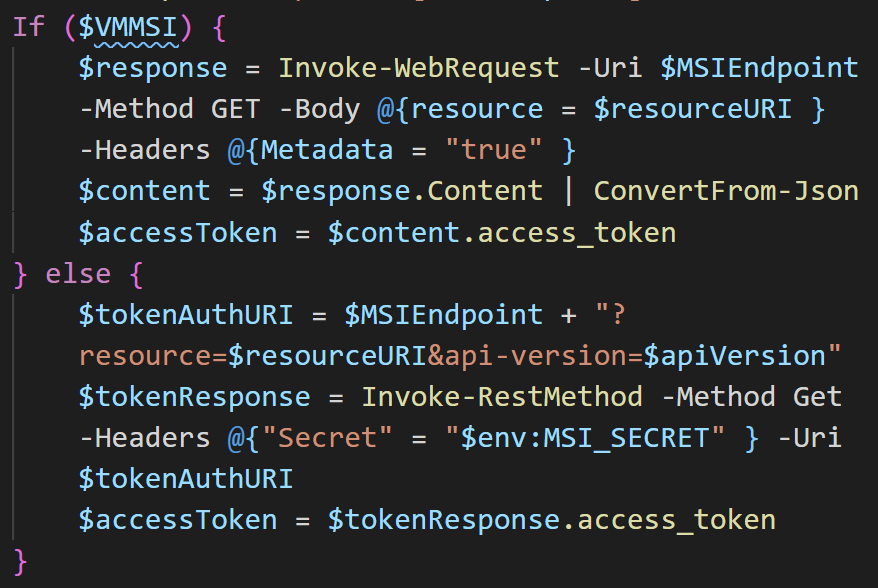 If ($VMMSI) {
$response = Invoke-WebRequest -Uri $MSIEndpoint
-Method GET -Body @{resource = $resourceURI }
-Headers @{Metadata = "true" }
$content = $response.Content | ConvertFrom-Json
$accessToken = $content.access_token
} else {
$tokenAuthURI = $MSIEndpoint + "?
resource=$resourceURI&api-version=$apiVersion"
$tokenResponse = Invoke-RestMethod -Method Get
-Headers @{"Secret" = "$env:MSI_SECRET" } -Uri
$tokenAuthURI
$accessToken = $tokenResponse.access_token
}